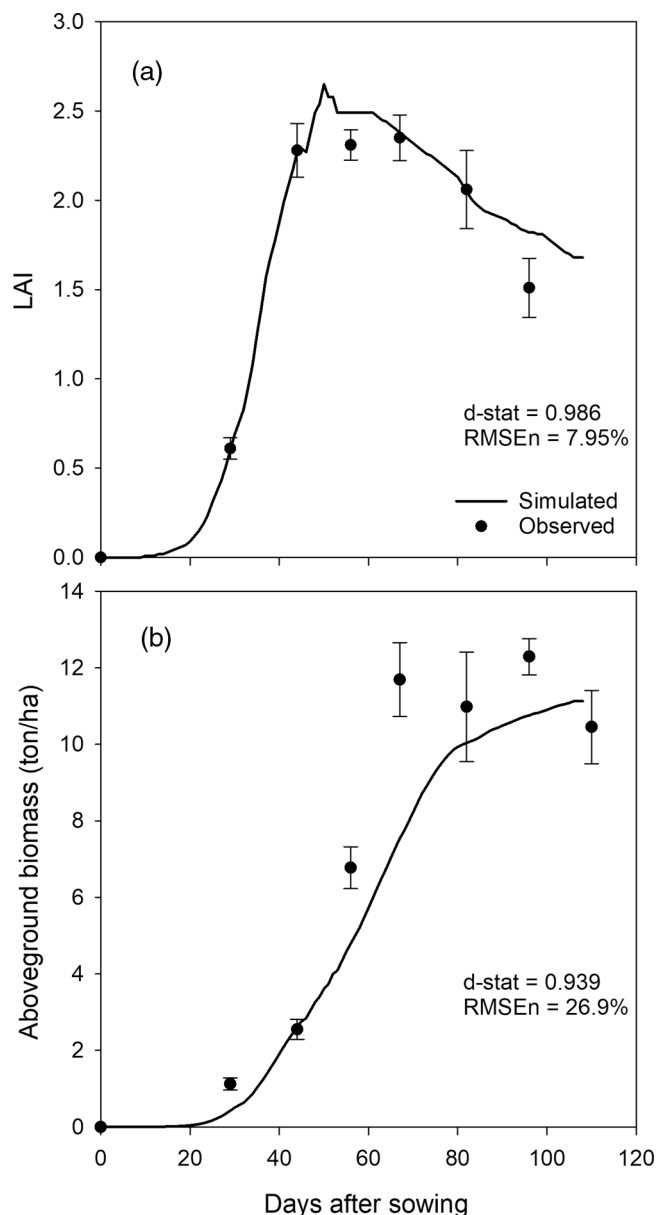 3.0
(a)
2.5
2.0
LAI
1.5
1.0
d-stat = 0.986
RMSEn = 7.95%
0.5
Simulated
Observed
0.0
14
(b)
12
10
Aboveground biomass (ton/ha)
8
6
4
d-stat = 0.939
RMSEn = 26.9%
2
0
0 20 40 60 80 100 120
Days after sowing